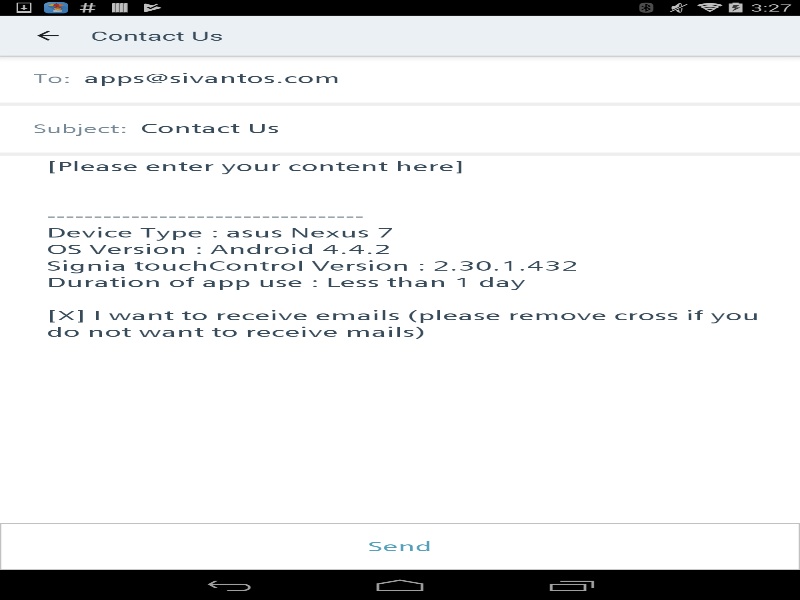 3:27
Contact Us
To: apps@sivantos.com
Subject: Contact Us
[Please enter your content here]
----------------------------------
Device Type : asus Nexus 7
OS Version : Android 4.4.2
Signia touchControl Version : 2.30.1.432
Duration of app use : Less than 1 day
[X] I want to receive emails (please remove cross if you
do not want to receive mails)
Send